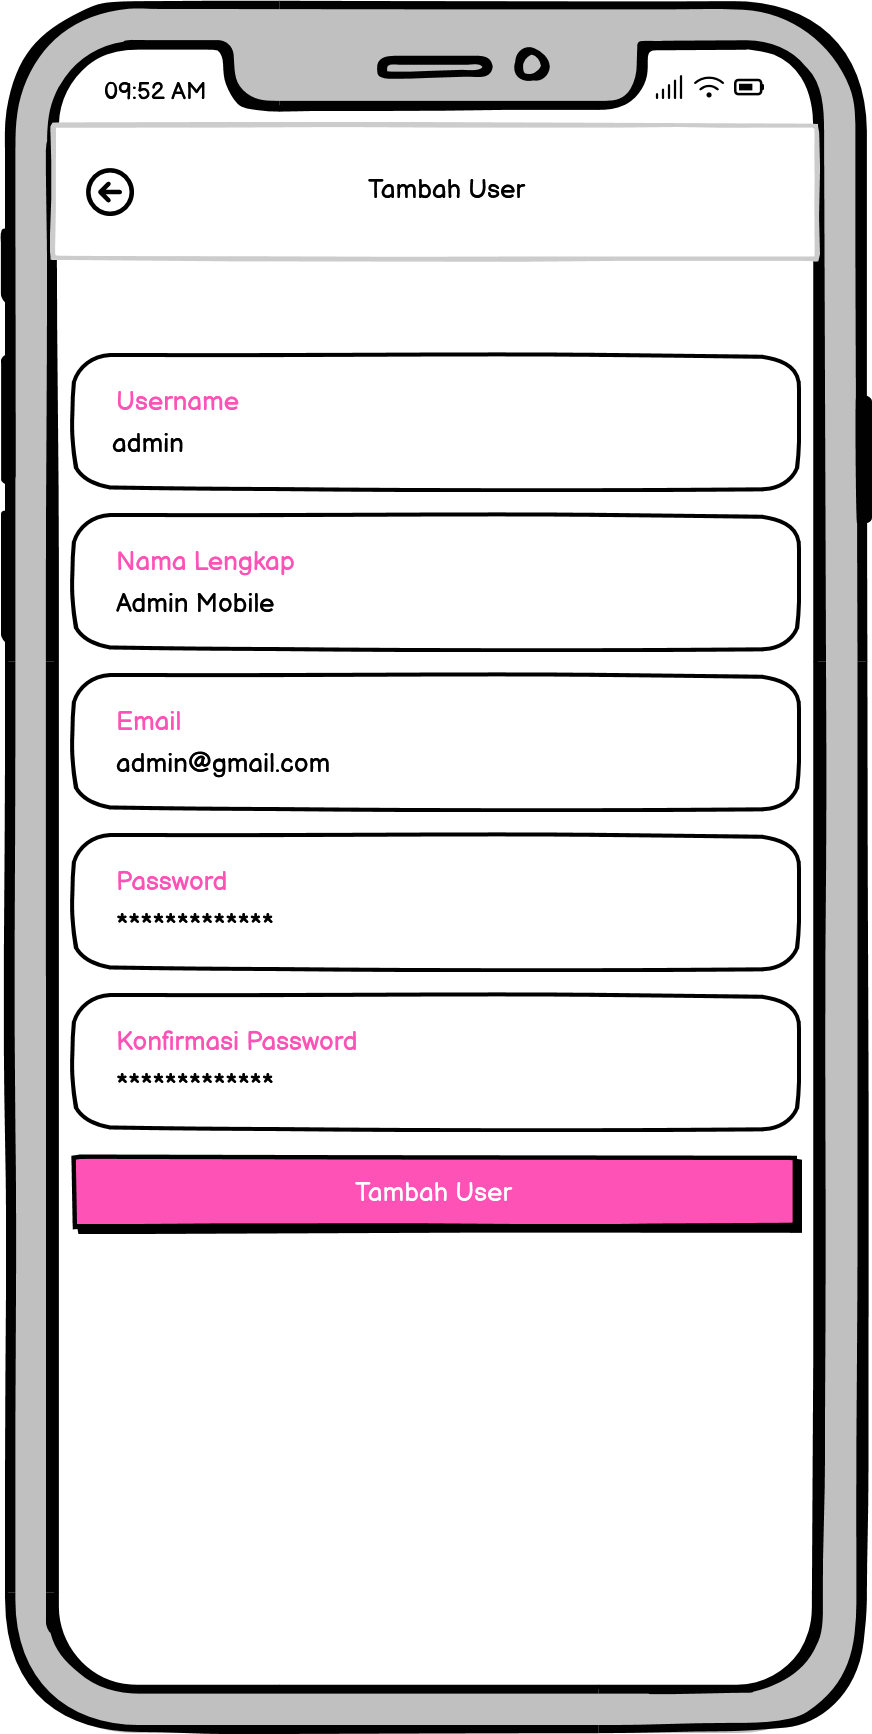 09:52 AM
Tambah User
Username
admin
Nama Lengkap
Admin Mobile
Email
admin@gmail.com
Password
*************
Konfirmasi Password
*************
Tambah User